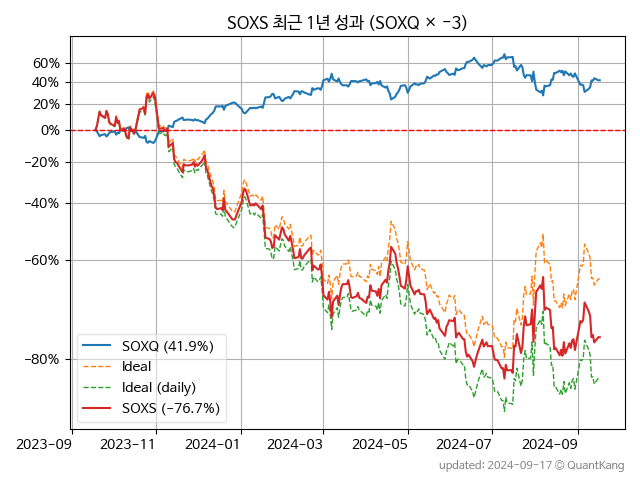 SOXS 최근 1년 성과 (SOXQ × −3)
60%
40%
20%
0%
−20%
−40%
−60%
−80%
SOXQ (41.9%)
Ideal
Ideal (daily)
SOXS (−76.7%)
2023-09
2023-11
2024-01
2024-03
2024-05
2024-07
2024-09
updated: 2024-09-17 © QuantKang